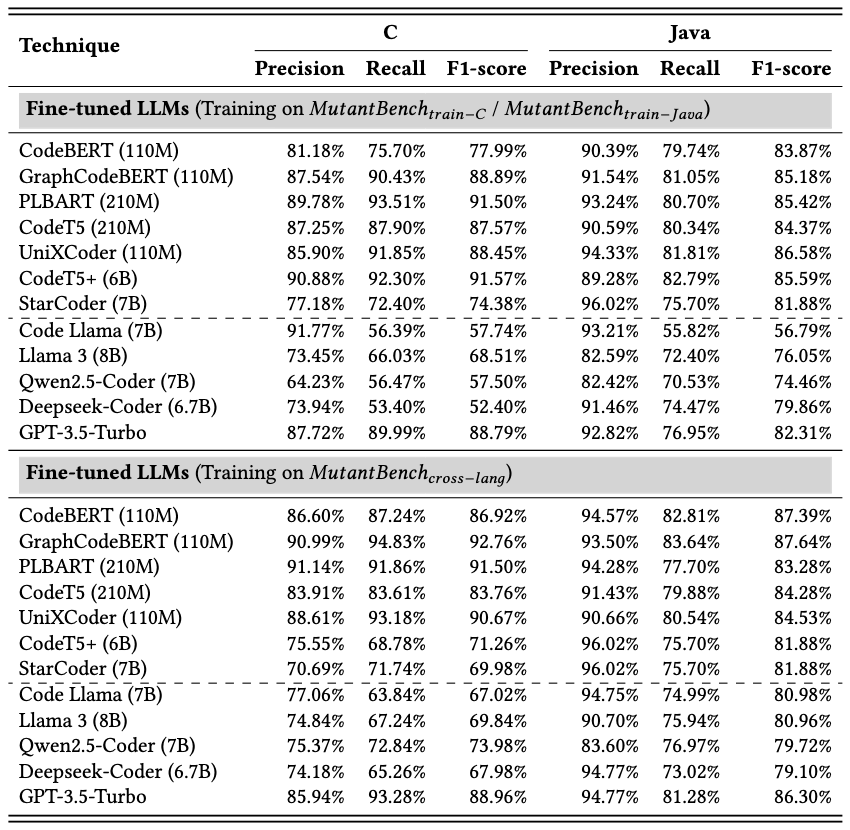 Technique C Java
Precision Recall F1-score Precision Recall F1-score
Fine-tuned LLMs (Training on MutantBench_train−C / MutantBench_train−Java)
CodeBERT (110M) 81.18% 75.70% 77.99% 90.39% 79.74% 83.87%
GraphCodeBERT (110M) 87.54% 90.43% 88.89% 91.54% 81.05% 85.18%
PLBART (210M) 89.78% 93.51% 91.50% 93.24% 80.70% 85.42%
CodeT5 (210M) 87.25% 87.90% 87.57% 90.59% 80.34% 84.37%
UniXCoder (110M) 85.90% 91.85% 88.45% 94.33% 81.81% 86.58%
CodeT5+ (6B) 90.88% 92.30% 91.57% 89.28% 82.79% 85.59%
StarCoder (7B) 77.18% 72.40% 74.38% 96.02% 75.70% 81.88%
Code Llama (7B) 91.77% 56.39% 57.74% 93.21% 55.82% 56.79%
Llama 3 (8B) 73.45% 66.03% 68.51% 82.59% 72.40% 76.05%
Qwen2.5-Coder (7B) 64.23% 56.47% 57.50% 82.42% 70.53% 74.46%
Deepseek-Coder (6.7B) 73.94% 53.40% 52.40% 91.46% 74.47% 79.86%
GPT-3.5-Turbo 87.72% 89.99% 88.79% 92.82% 76.95% 82.31%
Fine-tuned LLMs (Training on MutantBench_cross−lang)
CodeBERT (110M) 86.60% 87.24% 86.92% 94.57% 82.81% 87.39%
GraphCodeBERT (110M) 90.99% 94.83% 92.76% 93.50% 83.64% 87.64%
PLBART (210M) 91.14% 91.86% 91.50% 94.28% 77.70% 83.28%
CodeT5 (210M) 83.91% 83.61% 83.76% 91.43% 79.88% 84.28%
UniXCoder (110M) 88.61% 93.18% 90.67% 90.66% 80.54% 84.53%
CodeT5+ (6B) 75.55% 68.78% 71.26% 96.02% 75.70% 81.88%
StarCoder (7B) 70.69% 71.74% 69.98% 96.02% 75.70% 81.88%
Code Llama (7B) 77.06% 63.84% 67.02% 94.75% 74.99% 80.98%
Llama 3 (8B) 74.84% 67.24% 69.84% 90.70% 75.94% 80.96%
Qwen2.5-Coder (7B) 75.37% 72.84% 73.98% 83.60% 76.97% 79.72%
Deepseek-Coder (6.7B) 74.18% 65.26% 67.98% 94.77% 73.02% 79.10%
GPT-3.5-Turbo 85.94% 93.28% 88.96% 94.77% 81.28% 86.30%